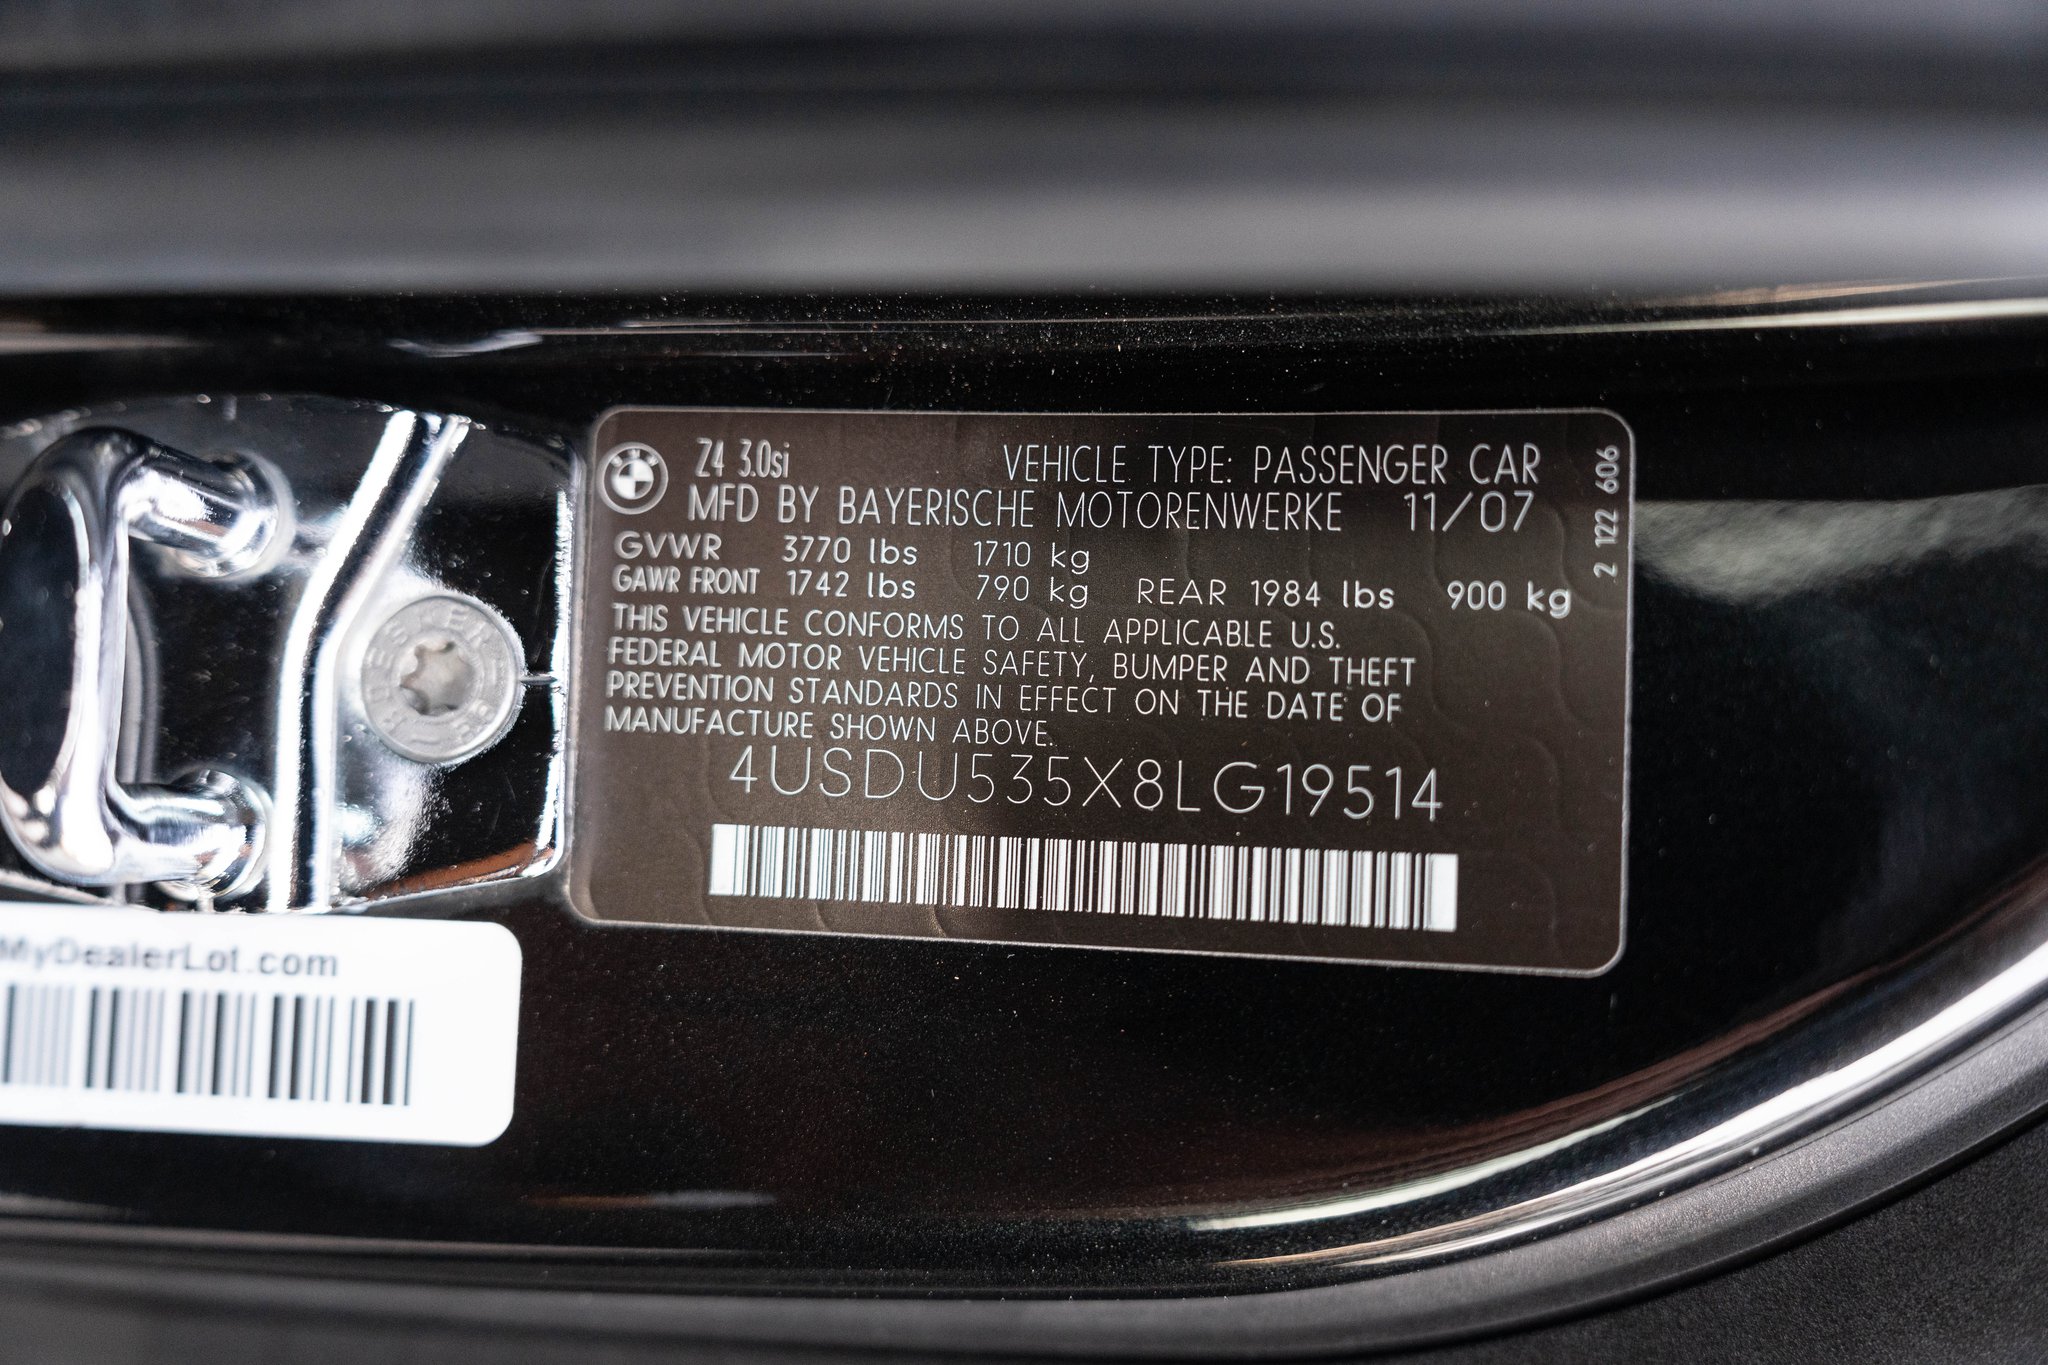 Z4 3.0si VEHICLE TYPE: PASSENGER CAR
MFD BY BAYERISCHE MOTORENWERKE 11/07
GVWR 3770 lbs 1710 kg
GAWR FRONT 1742 lbs 790 kg REAR 1984 lbs 900 kg
THIS VEHICLE CONFORMS TO ALL APPLICABLE U.S.
FEDERAL MOTOR VEHICLE SAFETY, BUMPER AND THEFT
PREVENTION STANDARDS IN EFFECT ON THE DATE OF
MANUFACTURE SHOWN ABOVE.
4USDU535X8LG19514
2 122 606
MyDealerLot.com